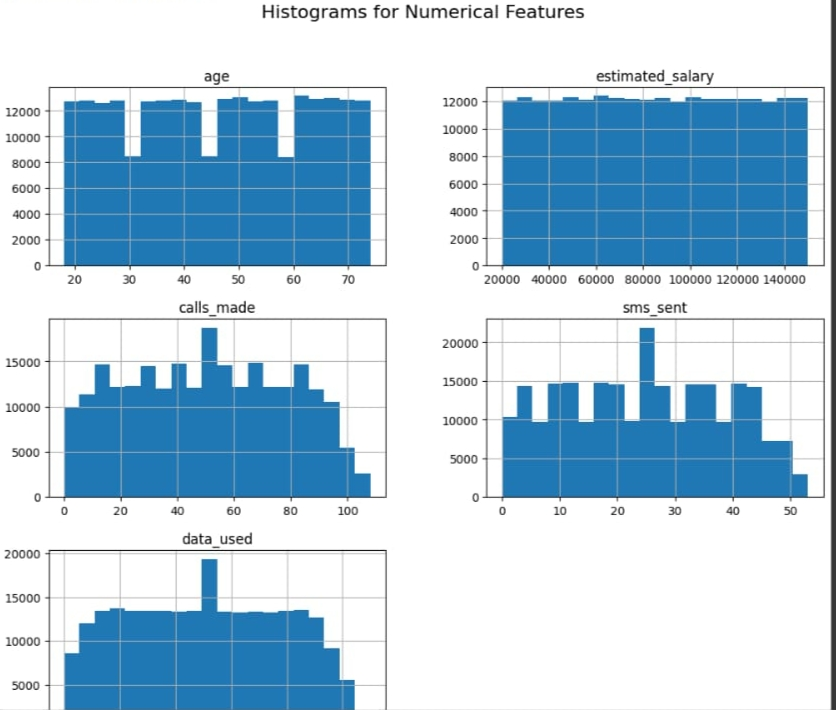 Histograms for Numerical Features
age
12000
10000
8000
6000
4000
2000
0
20 30 40 50 60 70
estimated_salary
12000
10000
8000
6000
4000
2000
0
20000 40000 60000 80000 100000 120000 140000
calls_made
15000
10000
5000
0
0 20 40 60 80 100
sms_sent
20000
15000
10000
5000
0
0 10 20 30 40 50
data_used
20000
15000
10000
5000